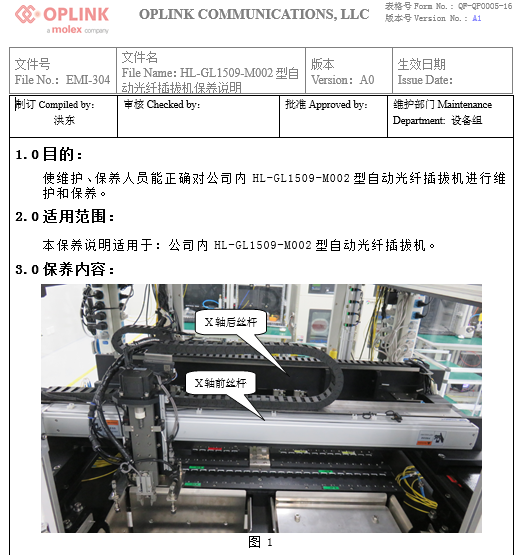 OPLINK
a molex company
OPLINK COMMUNICATIONS, LLC
表格号 Form No.: QP-QP0005-16
版本号 Version No.: A1
文件号
File No.: EMI-304
文件名
File Name: HL-GL1509-M002 型自
动光纤插拔机保养说明
版本
Version: A0
生效日期
Issue Date:
制订 Compiled by:
洪东
审核 Checked by:
批准 Approved by:
维护部门 Maintenance
Department: 设备组
1.0 目的：
使维护、保养人员能正确对公司内 HL-GL1509-M002 型自动光纤插拔机进行维
护和保养。
2.0 适用范围：
本保养说明适用于：公司内 HL-GL1509-M002 型自动光纤插拔机。
3.0 保养内容：
X 轴后丝杆
X 轴前丝杆
图 1